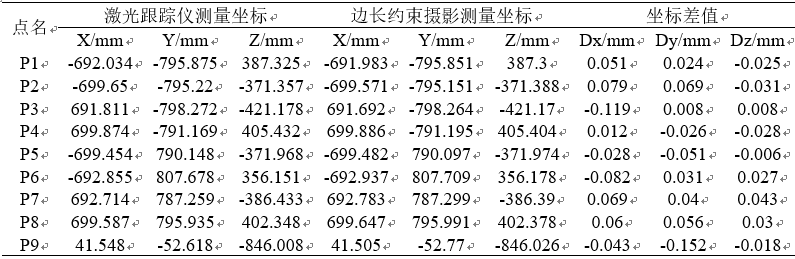 点名 激光跟踪仪测量坐标 边长约束摄影测量坐标 坐标差值
X/mm Y/mm Z/mm X/mm Y/mm Z/mm Dx/mm Dy/mm Dz/mm
P1 -692.034 -795.875 387.325 -691.983 -795.851 387.3 0.051 0.024 -0.025
P2 -699.65 -795.22 -371.357 -699.571 -795.151 -371.388 0.079 0.069 -0.031
P3 691.811 -798.272 -421.178 691.692 -798.264 -421.17 -0.119 0.008 0.008
P4 699.874 -791.169 405.432 699.886 -791.195 405.404 0.012 -0.026 -0.028
P5 -699.454 790.148 -371.968 -699.482 790.097 -371.974 -0.028 -0.051 -0.006
P6 -692.855 807.678 356.151 -692.937 807.709 356.178 -0.082 0.031 0.027
P7 692.714 787.259 -386.433 692.783 787.299 -386.39 0.069 0.04 0.043
P8 699.587 795.935 402.348 699.647 795.991 402.378 0.06 0.056 0.03
P9 41.548 -52.618 -846.008 41.505 -52.77 -846.026 -0.043 -0.152 -0.018